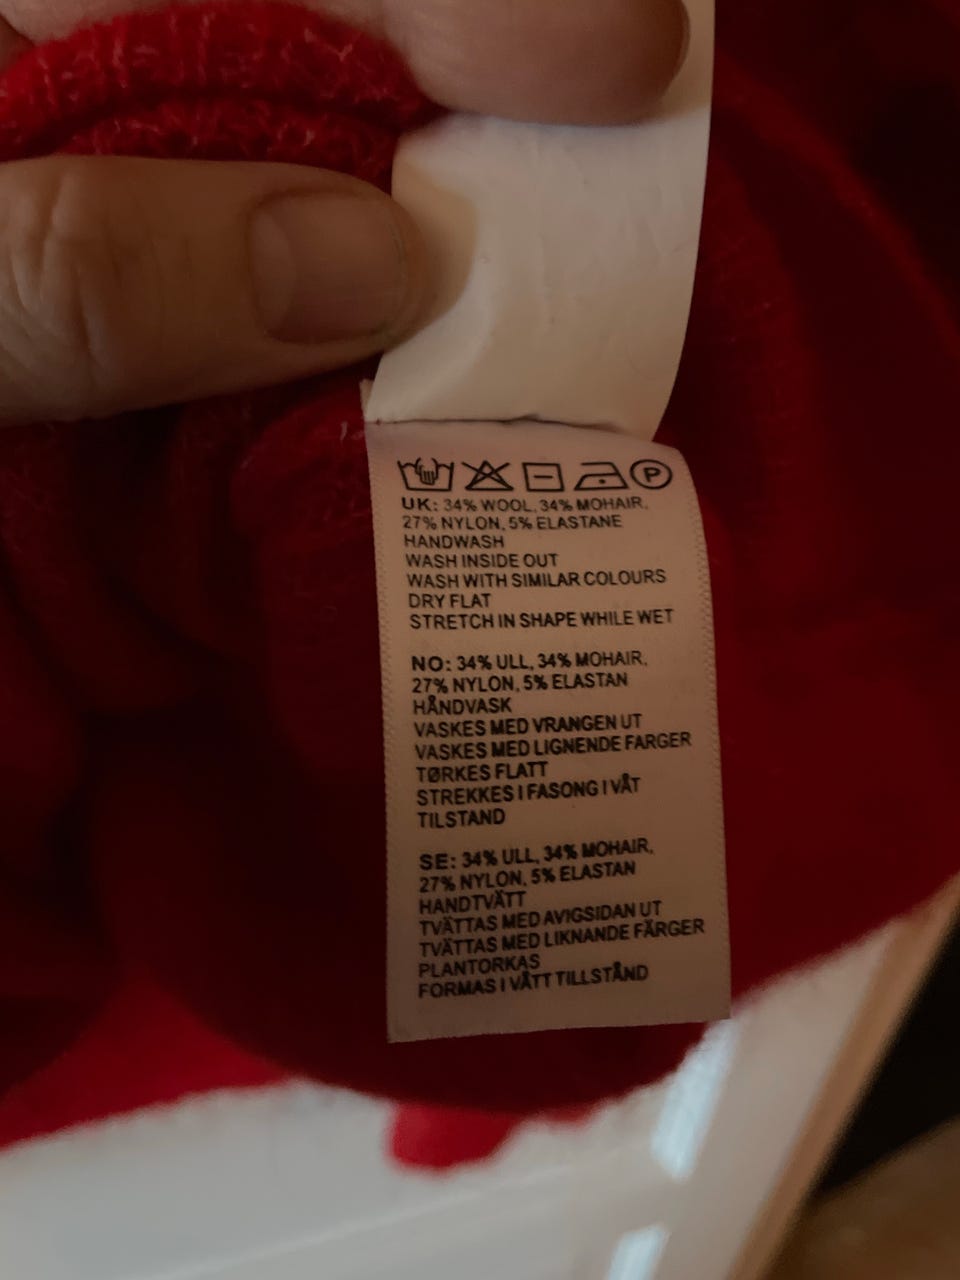 P
UK: 34% WOOL, 34% MOHAIR,
27% NYLON, 5% ELASTANE
HANDWASH
WASH INSIDE OUT
WASH WITH SIMILAR COLOURS
DRY FLAT
STRETCH IN SHAPE WHILE WET
NO: 34% ULL, 34% MOHAIR,
27% NYLON, 5% ELASTAN
HÅNDVASK
VASKES MED VRANGEN UT
VASKES MED LIGNENDE FARGER
TØRKES FLATT
STREKKES I FASONG I VÅT
TILSTAND
SE: 34% ULL, 34% MOHAIR,
27% NYLON, 5% ELASTAN
HANDTVÄTT
TVÄTTAS MED AVIGSIDAN UT
TVÄTTAS MED LIKNANDE FÄRGER
PLANTORKAS
FORMAS I VÅTT TILLSTÅND